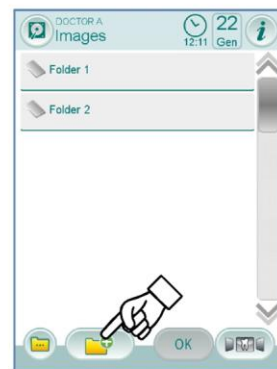 DOCTOR A
Images
12:11
22
Gen
i
Folder 1
Folder 2
OK